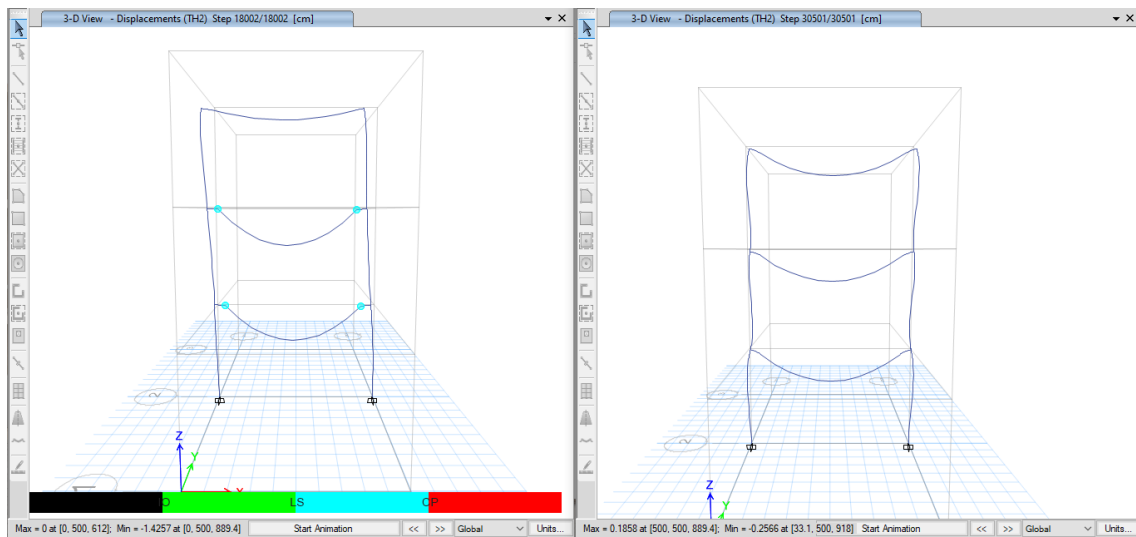 3-D View - Displacements (TH2) Step 18002/18002 [cm]
Z
Y
X
IO
LS
CP
Max = 0 at [0, 500, 612]; Min = -1.4257 at [0, 500, 889.4]
Start Animation
<<
>>
Global
Units...
3-D View - Displacements (TH2) Step 30501/30501 [cm]
Z
Y
Max = 0.1858 at [500, 500, 889.4]; Min = -0.2566 at [33.1, 500, 918]
Start Animation
<<
>>
Global
Units...